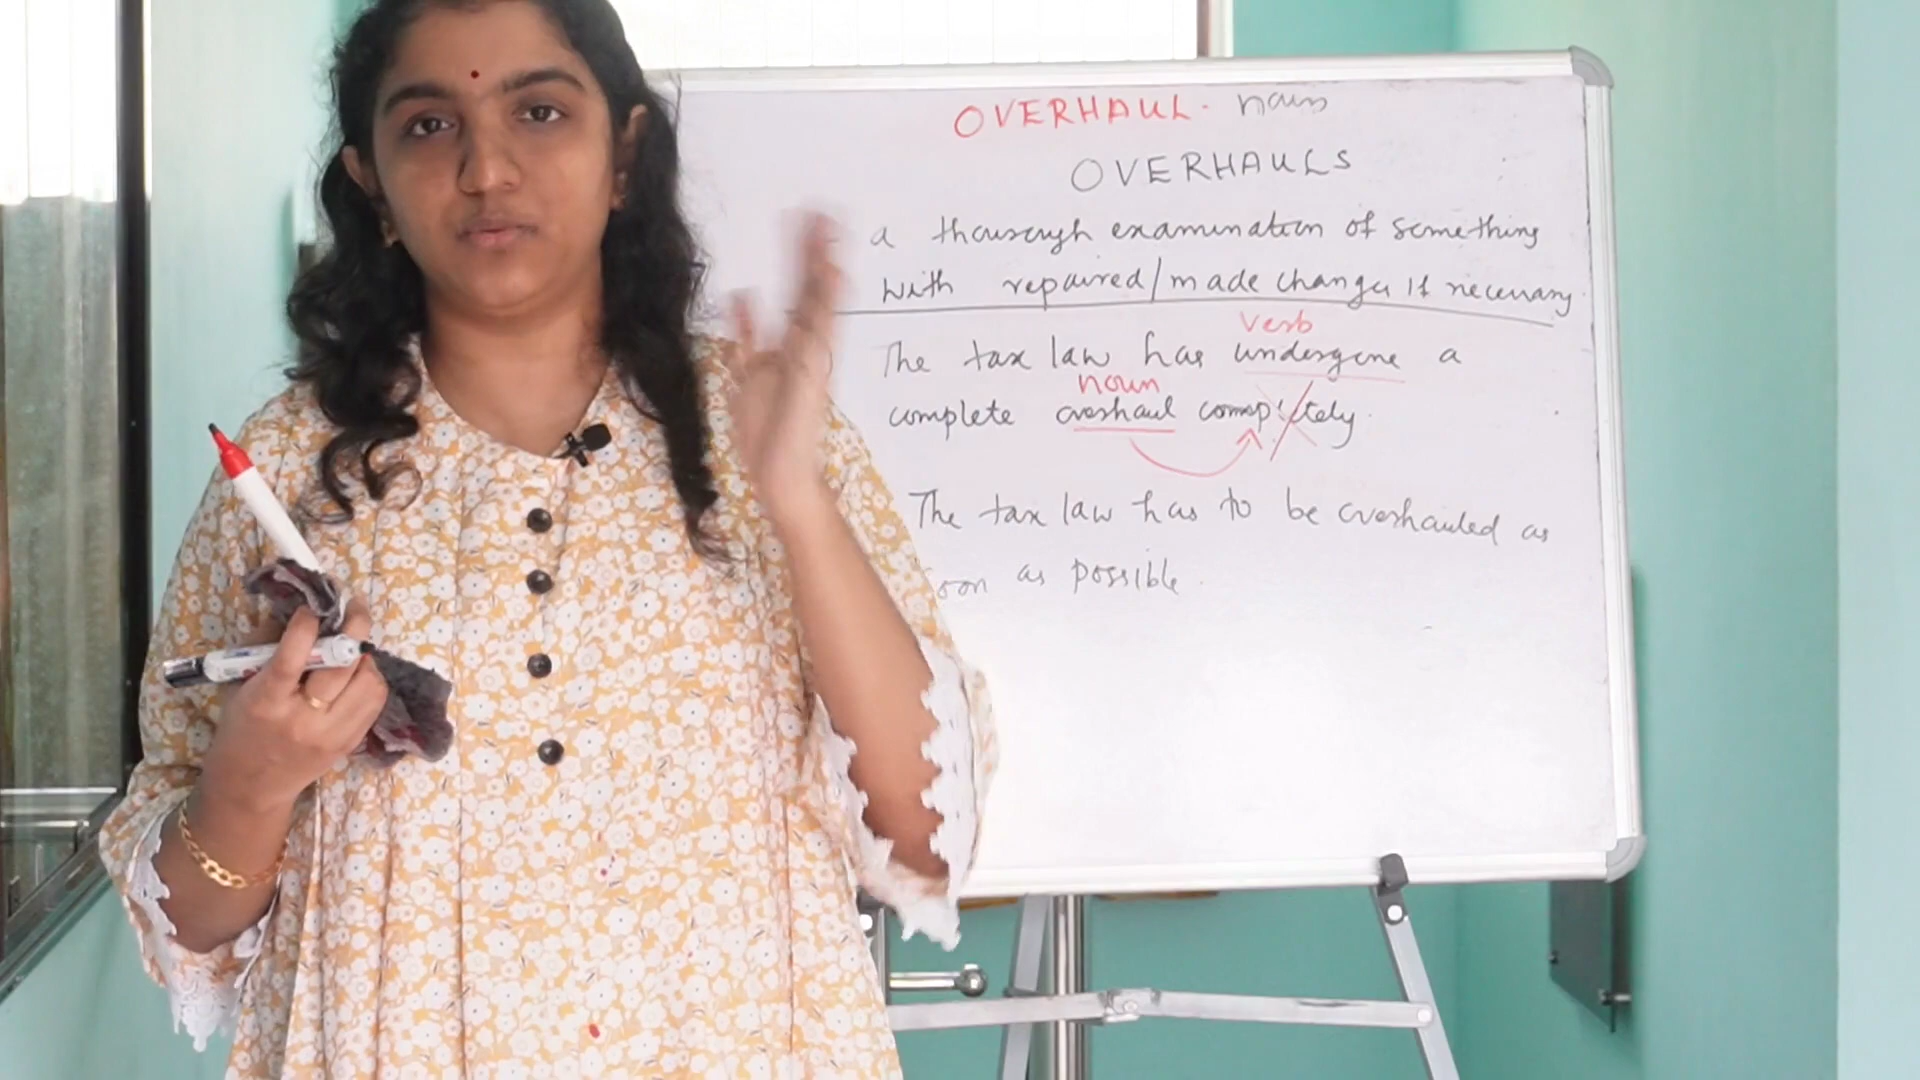 OVERHAUL. noun
OVERHAULS
a thorough examination of something
with repaired/made changes if necessary.
verb
The tax law has undergone a
noun
complete overhaul completely.
The tax law has to be overhauled as
soon as possible.